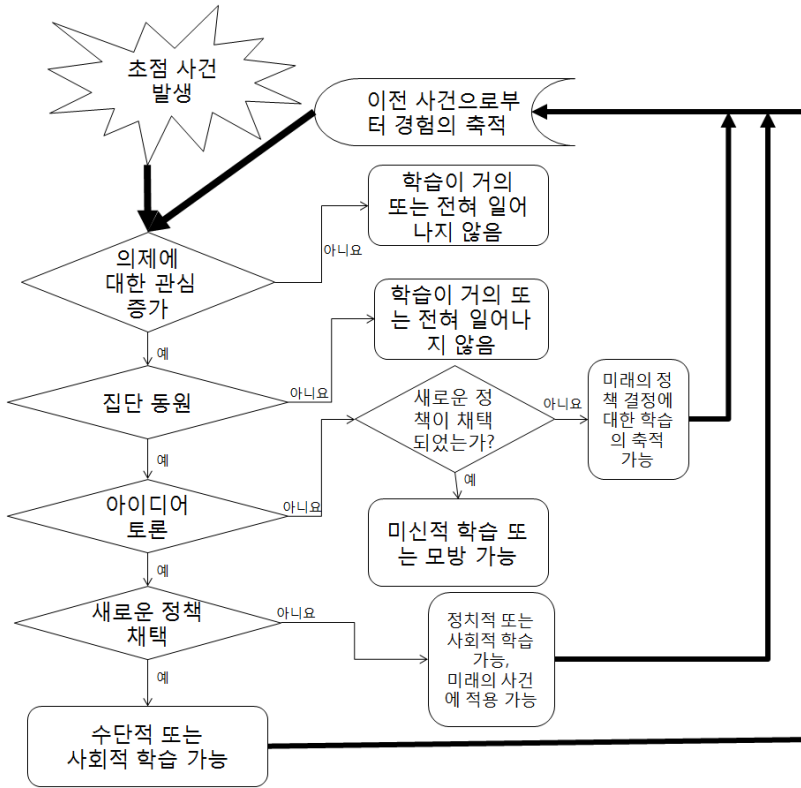 초점 사건
발생
이전 사건으로부
터 경험의 축적
학습이 거의
또는 전혀 일어
나지 않음
아니요
의제에
대한 관심
증가
예
학습이 거의 또
는 전혀 일어나
지 않음
아니요
집단 동원
예
새로운 정
책이 채택
되었는가?
아니요
미래의 정
책 결정에
대한 학습
의 축적
가능
예
아이디어
토론
아니요
미신적 학습 또
는 모방 가능
예
새로운 정책
채택
아니요
정치적 또는
사회적 학습
가능,
미래의 사건
에 적용 가능
예
수단적 또는
사회적 학습 가능